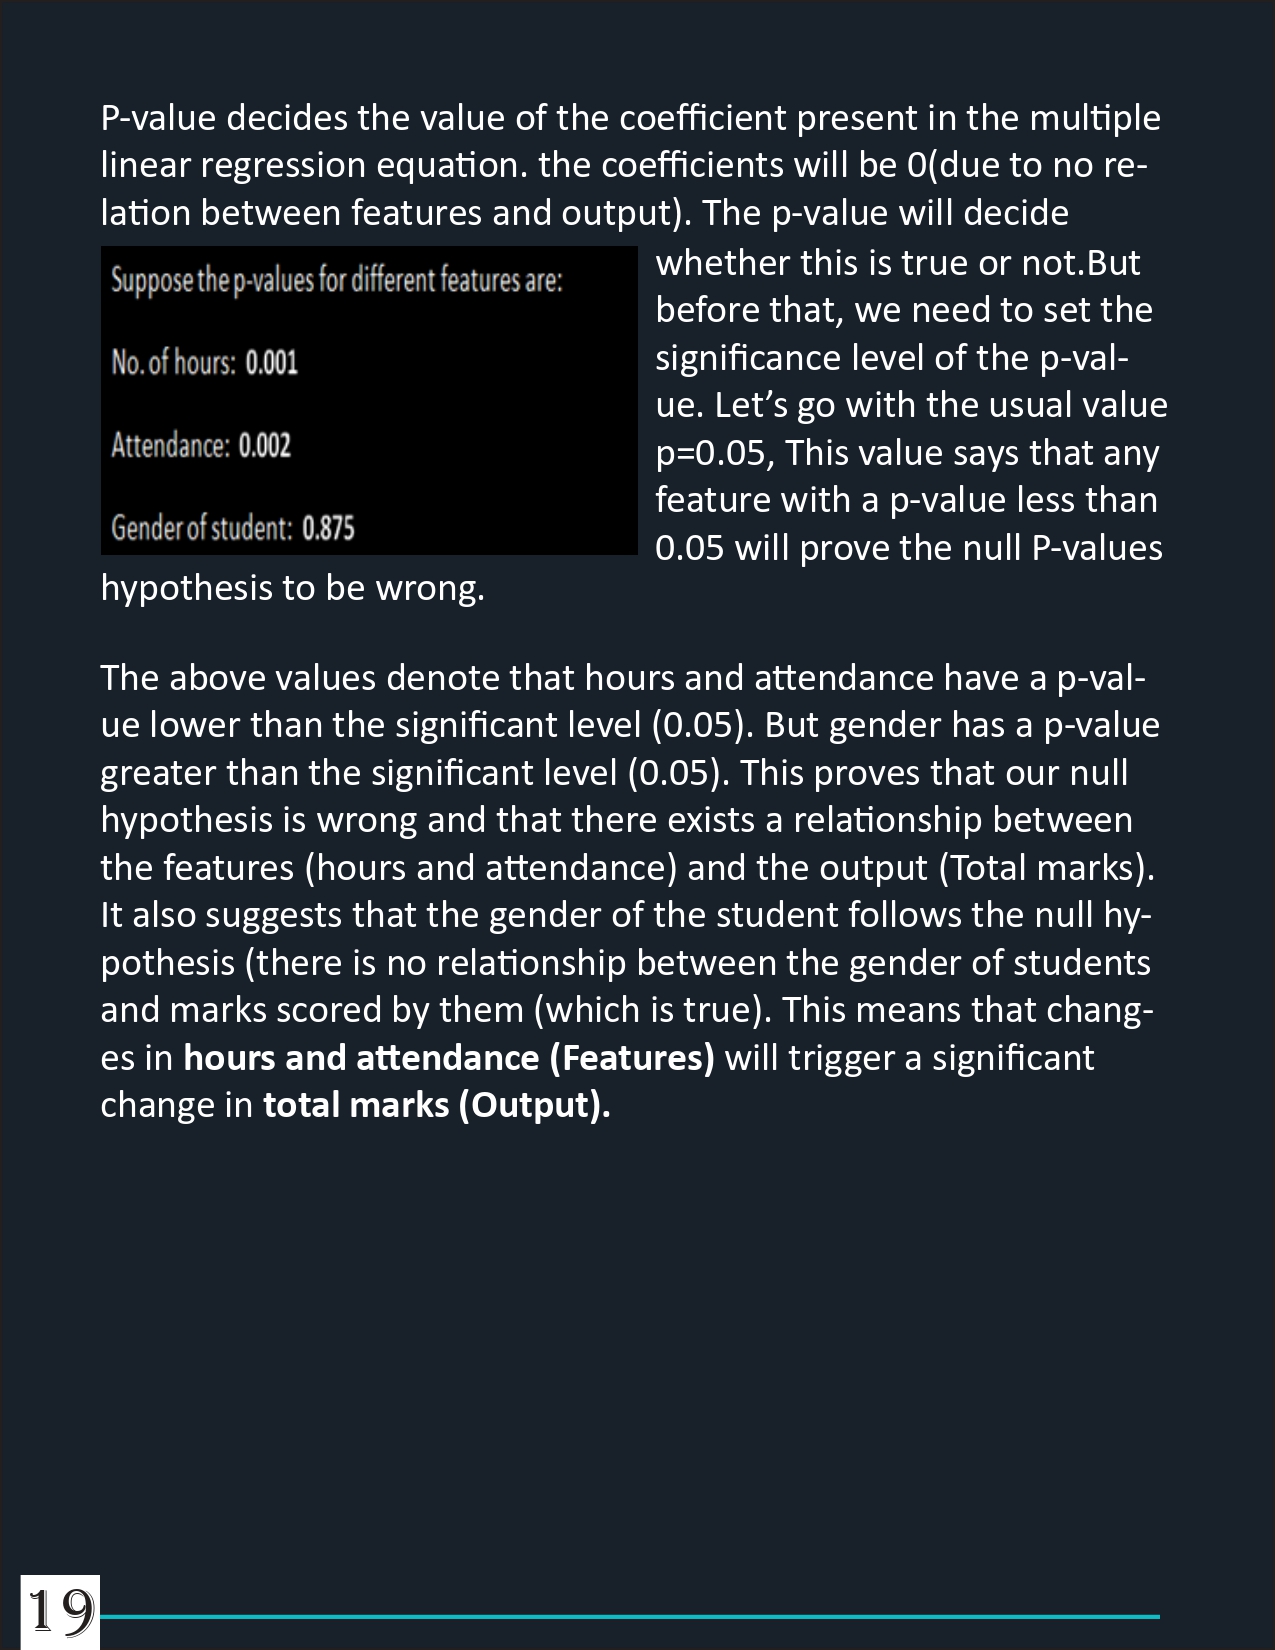 P-value decides the value of the coefficient present in the multiple
linear regression equation. the coefficients will be 0(due to no re-
lation between features and output). The p-value will decide
Suppose the p-values for different features are:
No. of hours: 0.001
Attendance: 0.002
Gender of student: 0.875
whether this is true or not.But
before that, we need to set the
significance level of the p-val-
ue. Let’s go with the usual value
p=0.05, This value says that any
feature with a p-value less than
0.05 will prove the null P-values
hypothesis to be wrong.
The above values denote that hours and attendance have a p-val-
ue lower than the significant level (0.05). But gender has a p-value
greater than the significant level (0.05). This proves that our null
hypothesis is wrong and that there exists a relationship between
the features (hours and attendance) and the output (Total marks).
It also suggests that the gender of the student follows the null hy-
pothesis (there is no relationship between the gender of students
and marks scored by them (which is true). This means that chang-
es in hours and attendance (Features) will trigger a significant
change in total marks (Output).
19